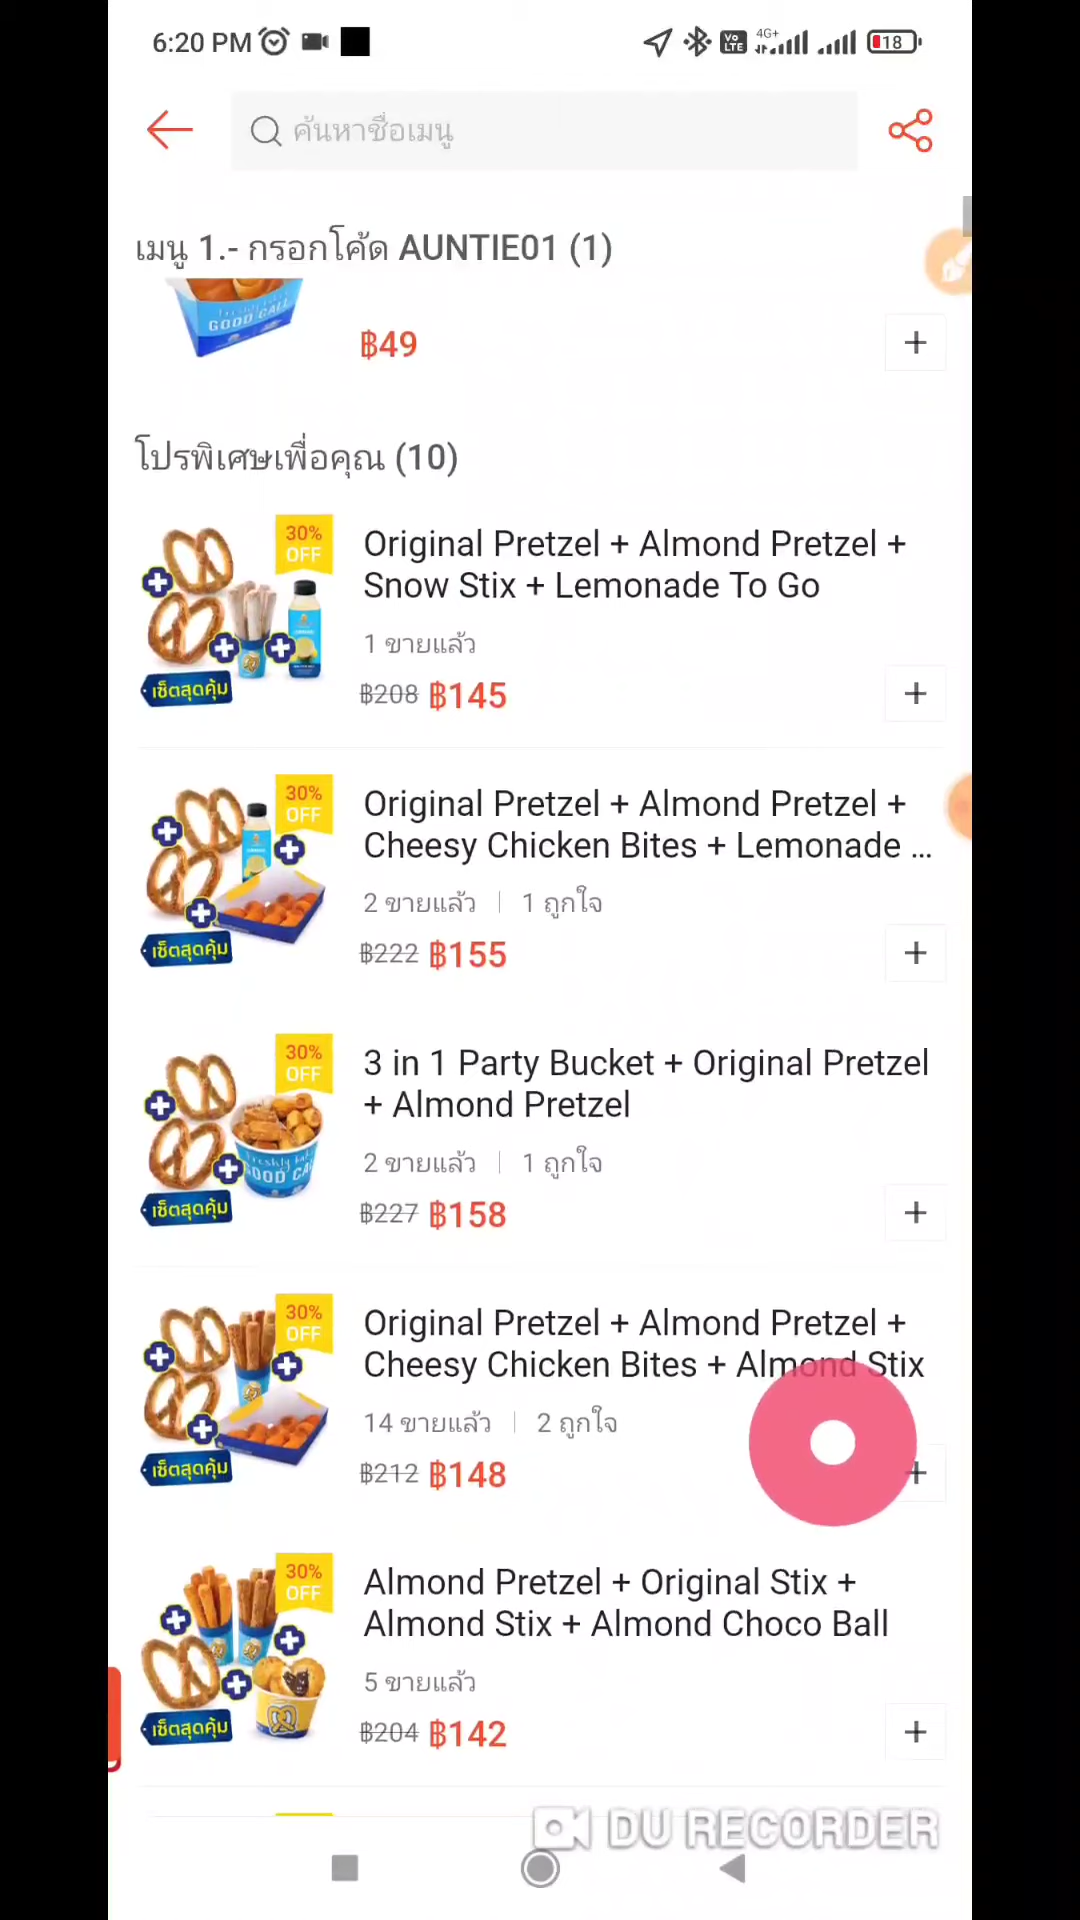 6:20 PM
Vo LTE 4G+ 18
ค้นหาชื่อเมนู
เมนู 1.- กรอกโค้ด AUNTIE01 (1)
GOOD CALL
฿49
+
โปรพิเศษเพื่อคุณ (10)
30% OFF
Original Pretzel + Almond Pretzel +
Snow Stix + Lemonade To Go
1 ขายแล้ว
เซ็ตสุดคุ้ม
฿208 ฿145
+
30% OFF
Original Pretzel + Almond Pretzel +
Cheesy Chicken Bites + Lemonade ...
2 ขายแล้ว | 1 ถูกใจ
เซ็ตสุดคุ้ม
฿222 ฿155
+
30% OFF
3 in 1 Party Bucket + Original Pretzel
+ Almond Pretzel
2 ขายแล้ว | 1 ถูกใจ
เซ็ตสุดคุ้ม
฿227 ฿158
+
30% OFF
Original Pretzel + Almond Pretzel +
Cheesy Chicken Bites + Almond Stix
14 ขายแล้ว | 2 ถูกใจ
เซ็ตสุดคุ้ม
฿212 ฿148
+
30% OFF
Almond Pretzel + Original Stix +
Almond Stix + Almond Choco Ball
5 ขายแล้ว
เซ็ตสุดคุ้ม
฿204 ฿142
+
DU RECORDER